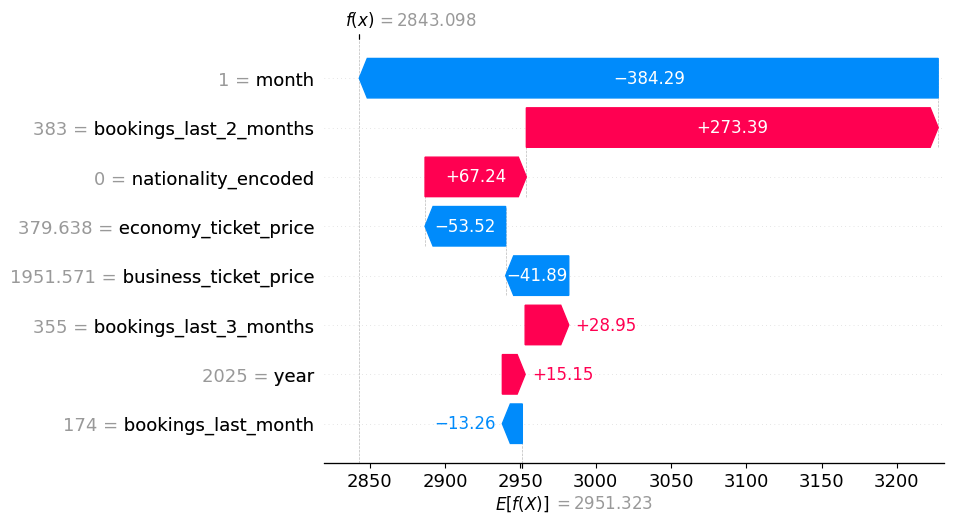 f(x) = 2843.098
1 = month
−384.29
383 = bookings_last_2_months
+273.39
0 = nationality_encoded
+67.24
379.638 = economy_ticket_price
−53.52
1951.571 = business_ticket_price
−41.89
355 = bookings_last_3_months
+28.95
2025 = year
+15.15
174 = bookings_last_month
−13.26
2850 2900 2950 3000 3050 3100 3150 3200
E[f(X)] = 2951.323